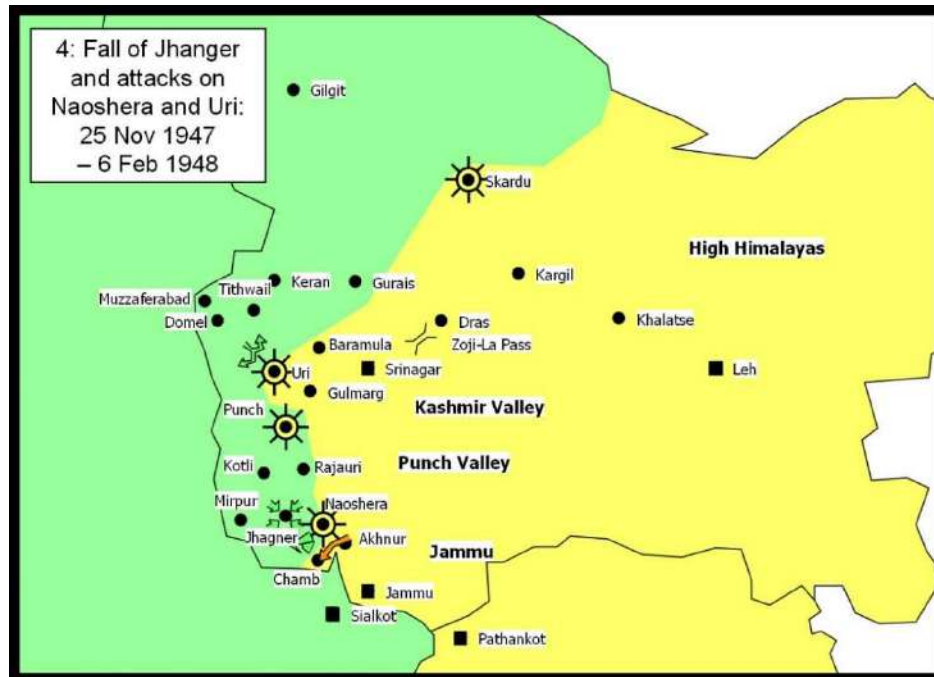 4: Fall of Jhanger
and attacks on
Naoshera and Uri:
25 Nov 1947
– 6 Feb 1948
Gilgit
Skardu
High Himalayas
Kargil
Keran
Gurais
Tithwail
Muzzaferabad
Domel
Dras
Khalatse
Baramula
Zoji-La Pass
Uri
Srinagar
Leh
Gulmarg
Kashmir Valley
Punch
Punch Valley
Kotli
Rajauri
Mirpur
Naoshera
Jhagner
Akhnur
Jammu
Chamb
Jammu
Sialkot
Pathankot